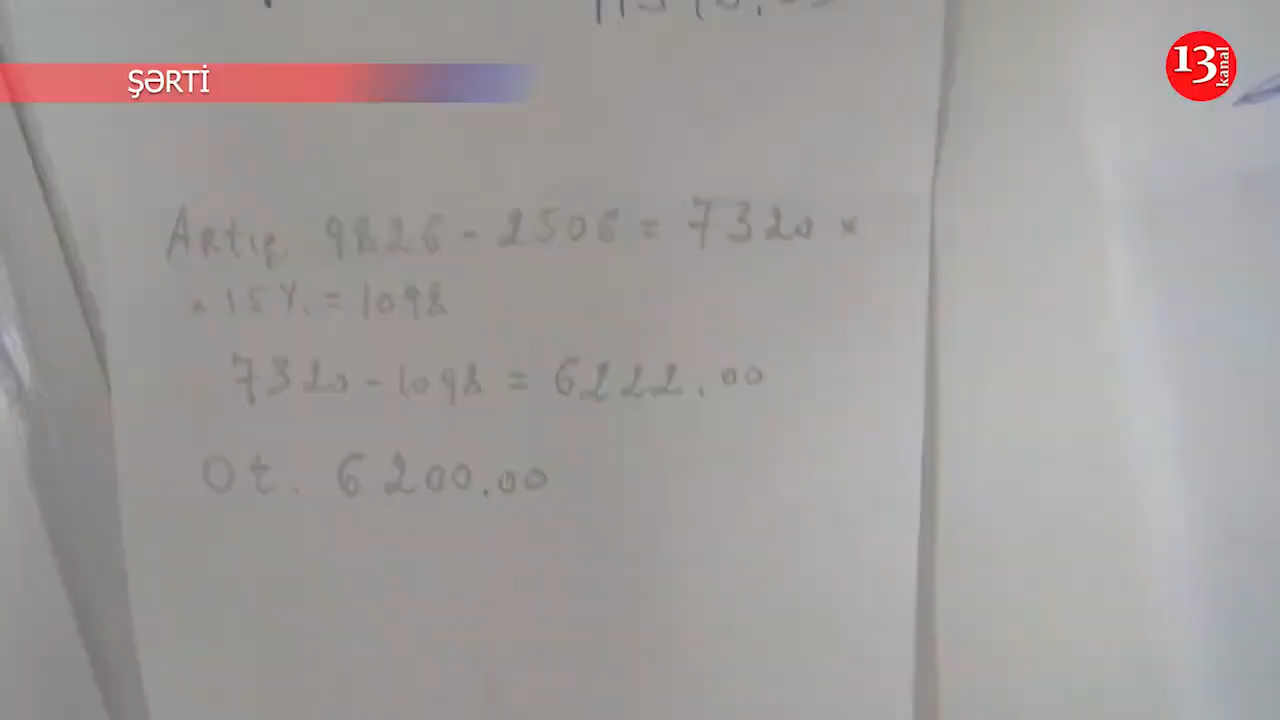 ŞƏRTİ
13 kanal
Artıq. 9826 - 2506 = 7320 ×
× 15%. = 1098
7320 - 1098 = 6222.00
Ot. 6200.00